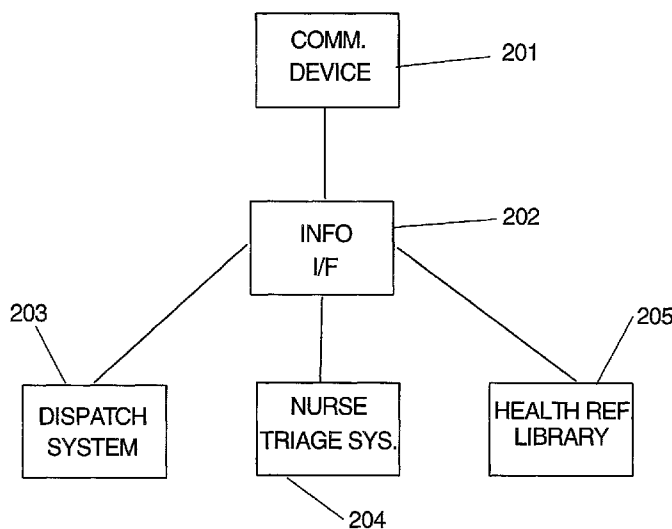 COMM.
DEVICE
201
INFO
I/F
202
203
205
DISPATCH
SYSTEM
NURSE
TRIAGE SYS.
HEALTH REF.
LIBRARY
204